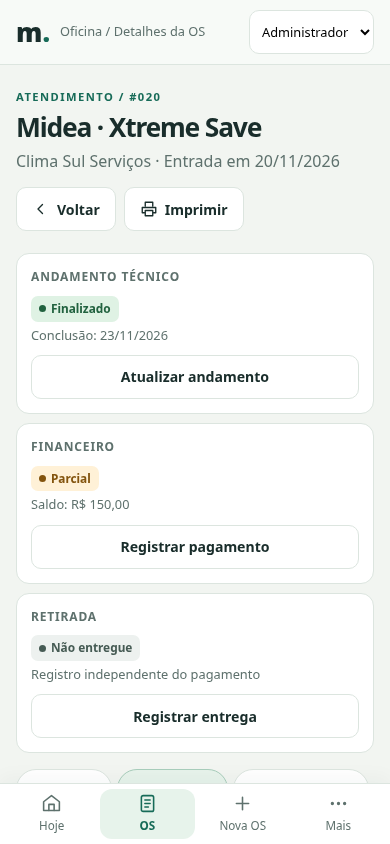 m. Oficina / Detalhes da OS Administrador
ATENDIMENTO / #020
Midea · Xtreme Save
Clima Sul Serviços · Entrada em 20/11/2026
Voltar Imprimir
ANDAMENTO TÉCNICO
Finalizado
Conclusão: 23/11/2026
Atualizar andamento
FINANCEIRO
Parcial
Saldo: R$ 150,00
Registrar pagamento
RETIRADA
Não entregue
Registro independente do pagamento
Registrar entrega
Hoje OS Nova OS Mais